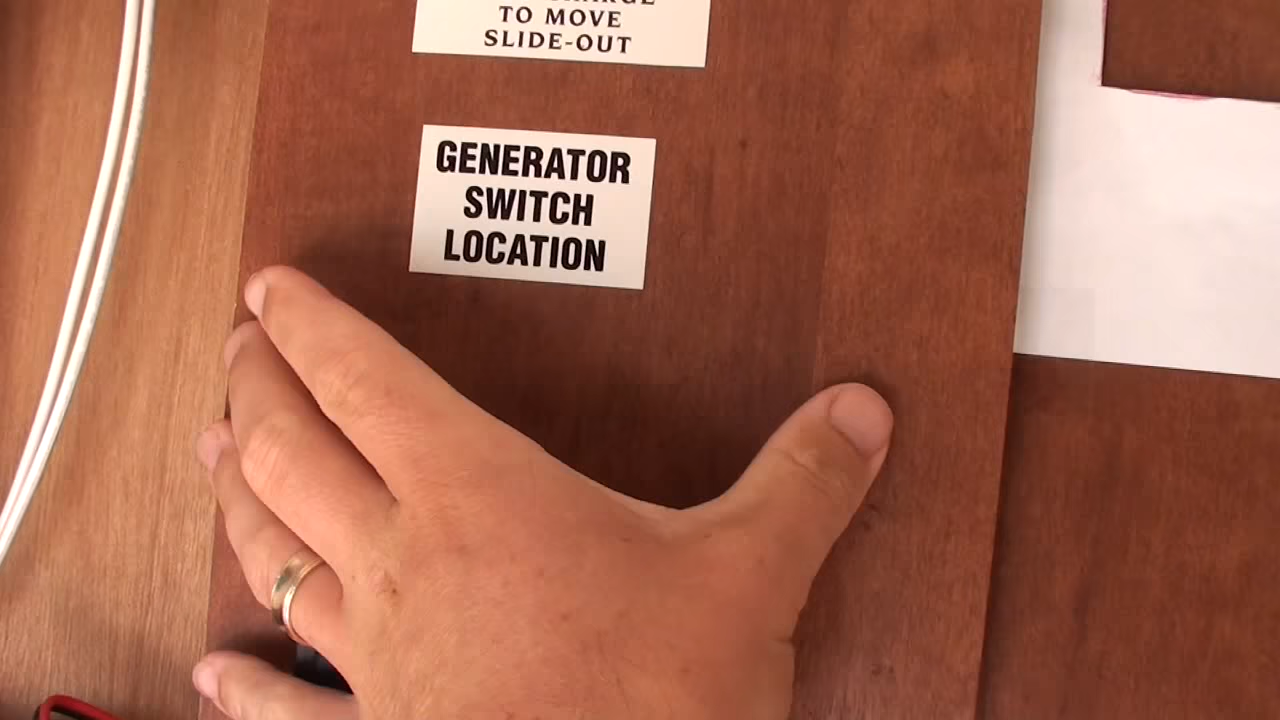 TO MOVE
SLIDE-OUT
GENERATOR
SWITCH
LOCATION